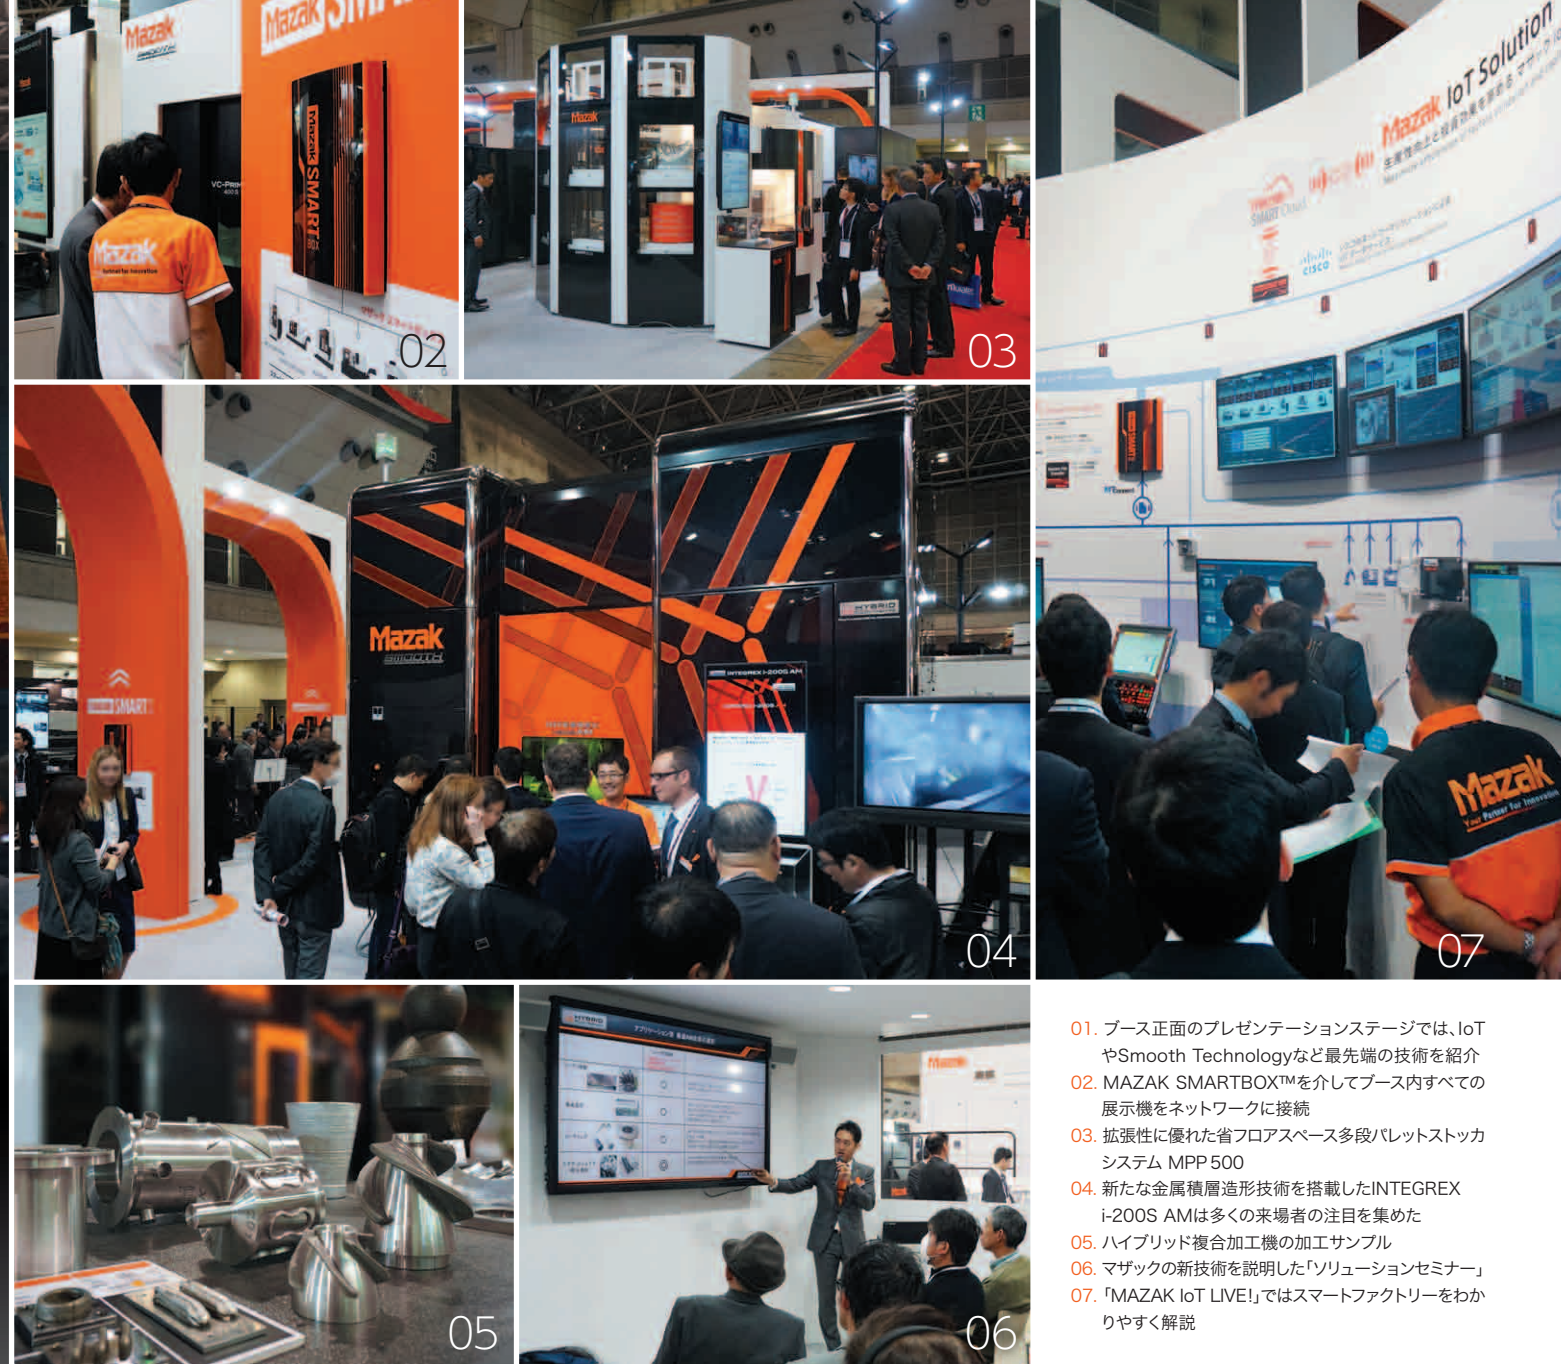 Mazak
Mazak SMA
Mazak SMART BOX
VC-PRIM
Mazak
02
Mazak
03
Mazak IoT Solution
SMART Cloud
CISCO
07
Mazak
Your Partner for Innovation
Mazak
SMOOTH
HYBRID
INTEGREX i-200S AM
SMART
04
05
HYBRID
06
01. ブース正面のプレゼンテーションステージでは、IoT
やSmooth Technologyなど最先端の技術を紹介
02. MAZAK SMARTBOX™を介してブース内すべての
展示機をネットワークに接続
03. 拡張性に優れた省フロアスペース多段パレットストッカ
システム MPP 500
04. 新たな金属積層造形技術を搭載したINTEGREX
i-200S AMは多くの来場者の注目を集めた
05. ハイブリッド複合加工機の加工サンプル
06. マザックの新技術を説明した「ソリューションセミナー」
07. 「MAZAK IoT LIVE!」ではスマートファクトリーをわか
りやすく解説